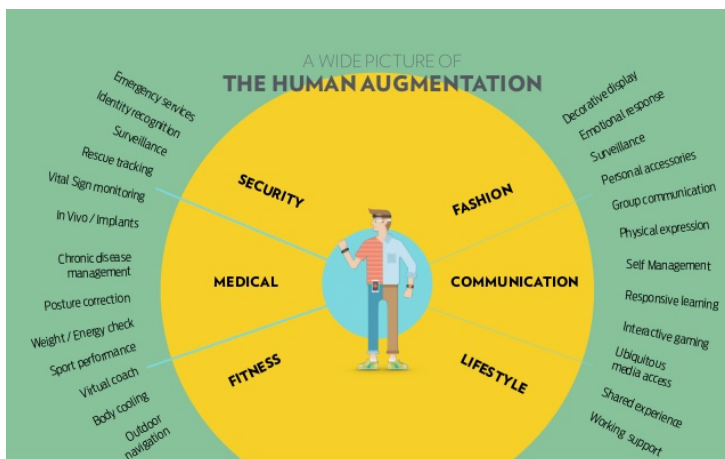 A WIDE PICTURE OF
THE HUMAN AUGMENTATION
Emergency services
Identity recognition
Surveillance
Rescue tracking
Vital Sign monitoring
In Vivo / Implants
Chronic disease
management
Posture correction
Weight / Energy check
Sport performance
Virtual coach
Body cooling
Outdoor
navigation
SECURITY
MEDICAL
FITNESS
FASHION
COMMUNICATION
LIFESTYLE
Decorative display
Emotional response
Surveillance
Personal accessories
Group communication
Physical expression
Self Management
Responsive learning
Interactive gaming
Ubiquitous
media access
Shared experience
Working support